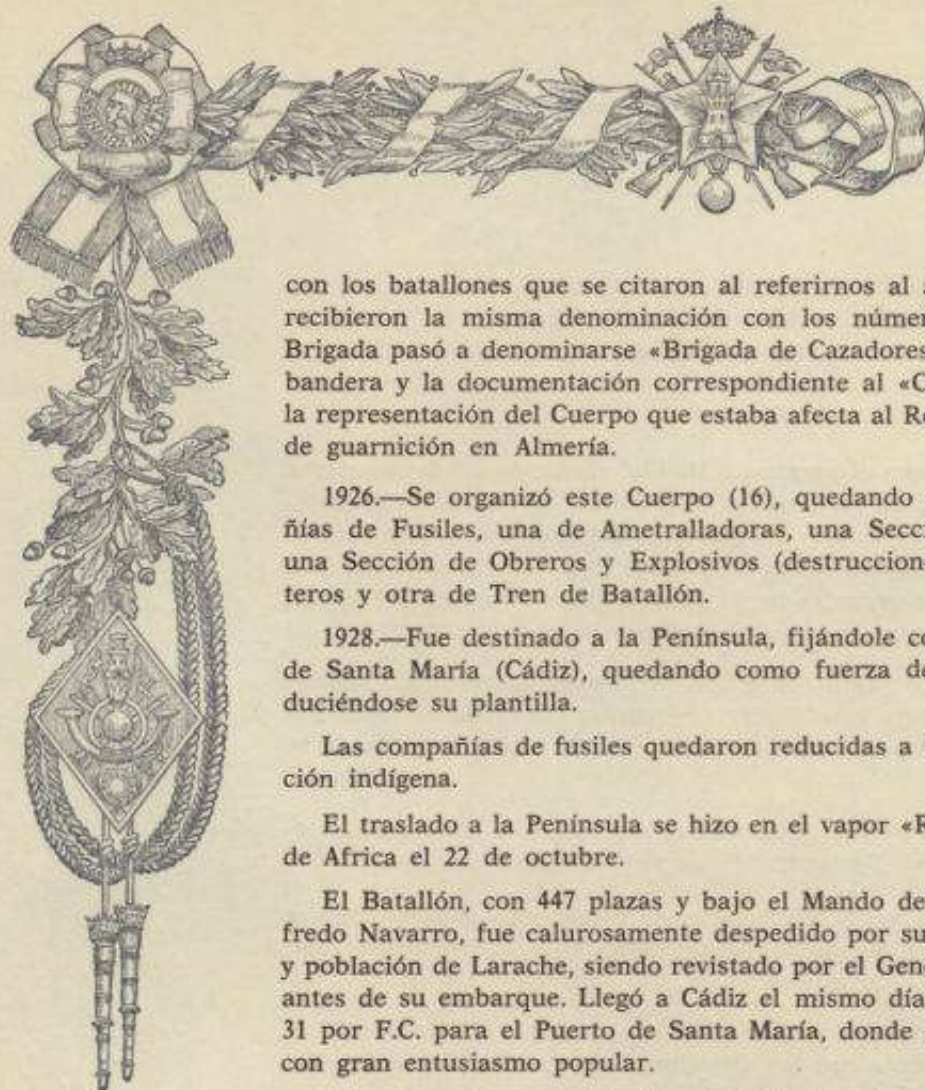 con los batallones que se citaron al referirnos al
recibieron la misma denominación con los
Brigada pasó a denominarse «Brigada de Cazadores
bandera y la documentación correspondiente al
la representación del Cuerpo que estaba afecta al
de guarnición en Almería.
1926.—Se organizó este Cuerpo (16), quedando
ñías de Fusiles, una de Ametralladoras, una
una Sección de Obreros y Explosivos
teros y otra de Tren de Batallón.
1928.—Fue destinado a la Península, fijándole
de Santa María (Cádiz), quedando como fuerza
duciéndose su plantilla.
Las compañías de fusiles quedaron reducidas a
ción indígena.
El traslado a la Península se hizo en el vapor
de Africa el 22 de octubre.
El Batallón, con 447 plazas y bajo el Mando
fredo Navarro, fue calurosamente despedido por
y población de Larache, siendo revistado por el
antes de su embarque. Llegó a Cádiz el mismo día
31 por F.C. para el Puerto de Santa María, donde
con gran entusiasmo popular.